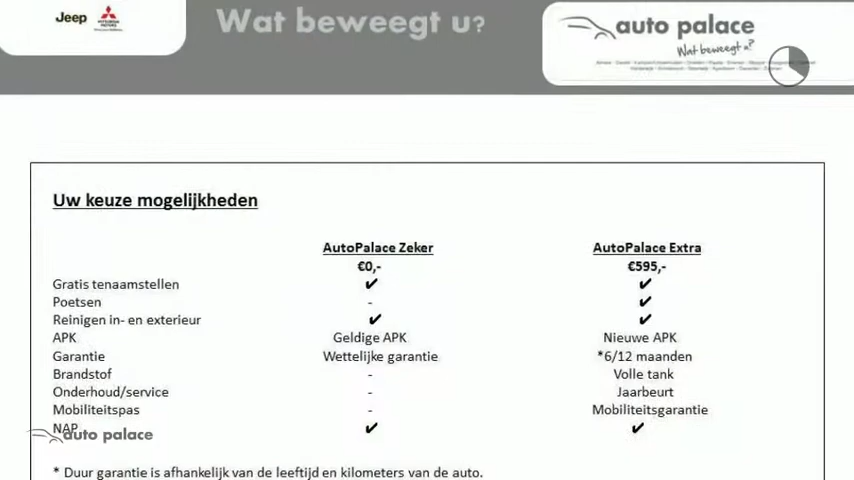 Jeep
Wat beweegt u?
auto palace
Wat beweegt u?
Uw keuze mogelijkheden
AutoPalace Zeker AutoPalace Extra
€0,- €595,-
Gratis tenaamstellen ✔ ✔
Poetsen - ✔
Reinigen in- en exterieur ✔ ✔
APK Geldige APK Nieuwe APK
Garantie Wettelijke garantie *6/12 maanden
Brandstof - Volle tank
Onderhoud/service - Jaarbeurt
Mobiliteitspas - Mobiliteitsgarantie
NAP ✔ ✔
auto palace
* Duur garantie is afhankelijk van de leeftijd en kilometers van de auto.